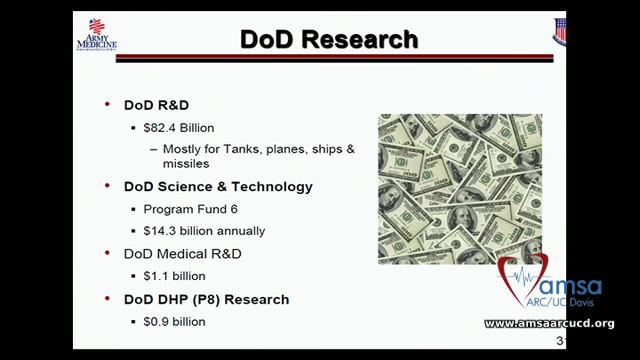 ARMY MEDICINE
DoD Research
DoD R&D
$82.4 Billion
Mostly for Tanks, planes, ships &
missiles
DoD Science & Technology
Program Fund 6
$14.3 billion annually
DoD Medical R&D
$1.1 billion
DoD DHP (P8) Research
$0.9 billion
amsa
ARC/UC Davis
www.amsaarcucd.org